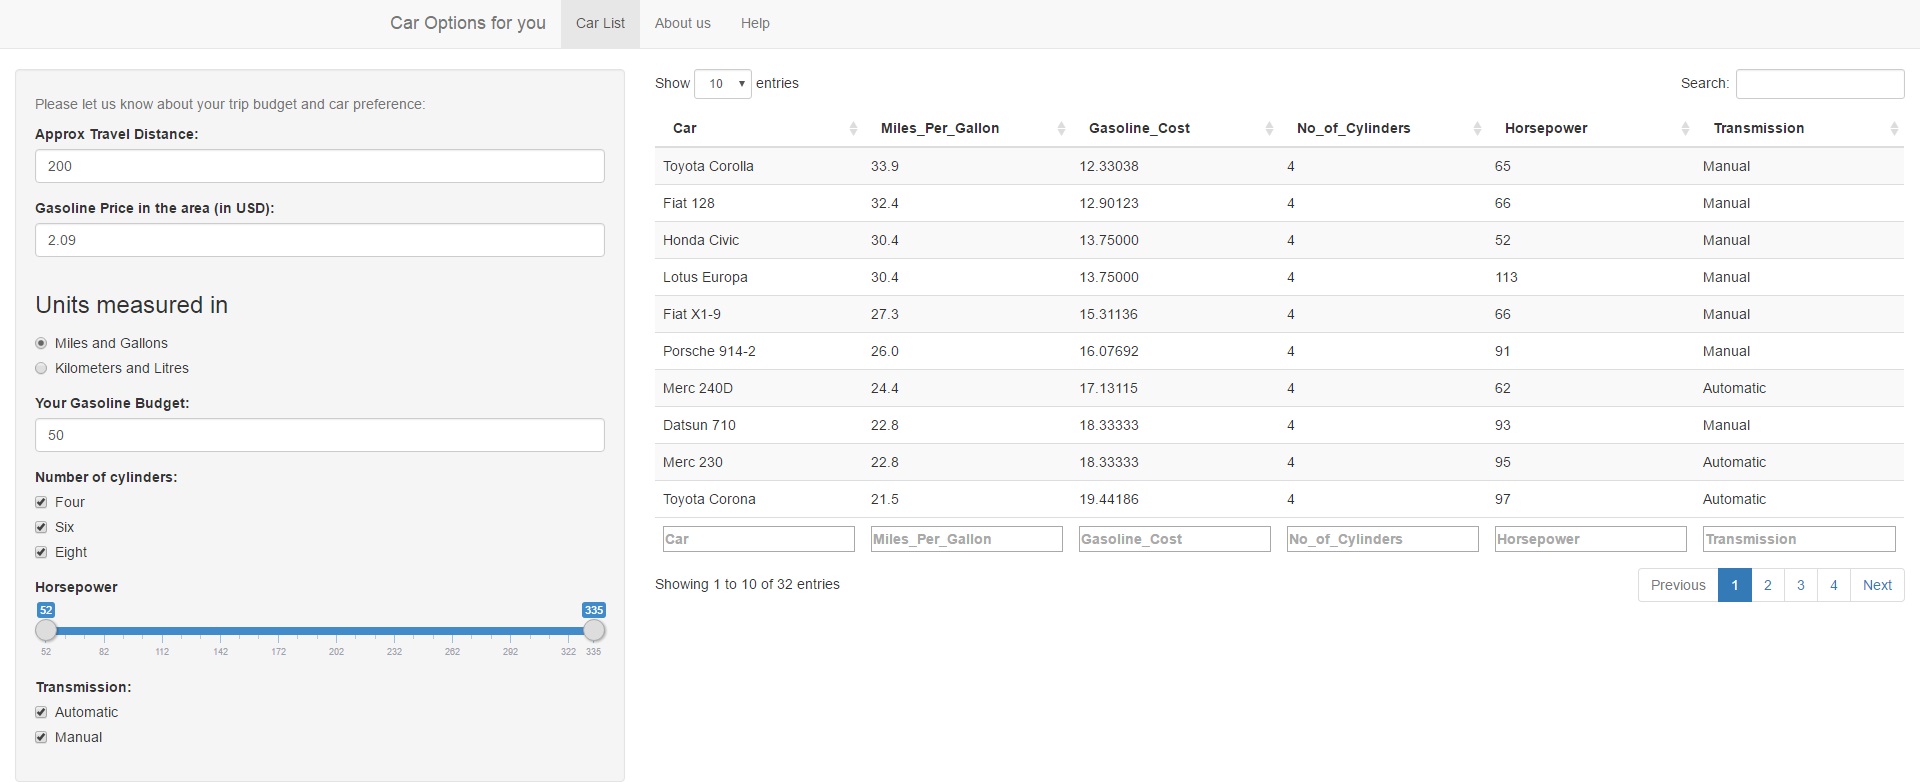 Car Options for you Car List About us Help
Please let us know about your trip budget and car preference:
Approx Travel Distance:
200
Gasoline Price in the area (in USD):
2.09
Units measured in
Miles and Gallons
Kilometers and Litres
Your Gasoline Budget:
50
Number of cylinders:
Four
Six
Eight
Horsepower
52 335
52 82 112 142 172 202 232 262 292 322 335
Transmission:
Automatic
Manual
Show 10 entries Search:
Car Miles_Per_Gallon Gasoline_Cost No_of_Cylinders Horsepower Transmission
Toyota Corolla 33.9 12.33038 4 65 Manual
Fiat 128 32.4 12.90123 4 66 Manual
Honda Civic 30.4 13.75000 4 52 Manual
Lotus Europa 30.4 13.75000 4 113 Manual
Fiat X1-9 27.3 15.31136 4 66 Manual
Porsche 914-2 26.0 16.07692 4 91 Manual
Merc 240D 24.4 17.13115 4 62 Automatic
Datsun 710 22.8 18.33333 4 93 Manual
Merc 230 22.8 18.33333 4 95 Automatic
Toyota Corona 21.5 19.44186 4 97 Automatic
Car Miles_Per_Gallon Gasoline_Cost No_of_Cylinders Horsepower Transmission
Showing 1 to 10 of 32 entries Previous 1 2 3 4 Next